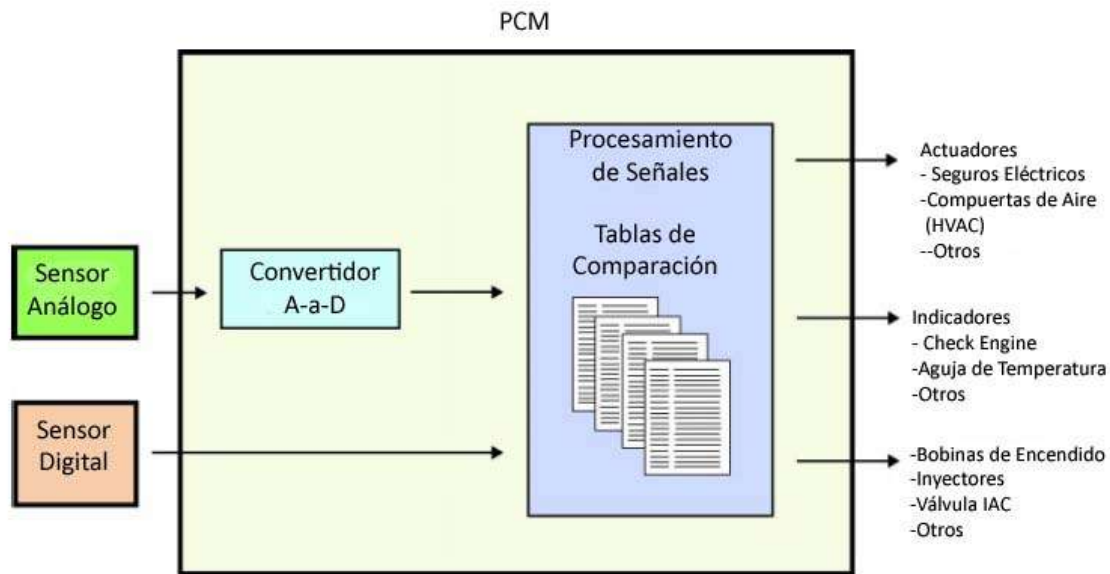 PCM
Procesamiento
de Señales
Tablas de
Comparación
Sensor
Análogo
Convertidor
A-a-D
Sensor
Digital
Actuadores
- Seguros Eléctricos
-Compuertas de Aire
(HVAC)
--Otros
Indicadores
- Check Engine
-Aguja de Temperatura
-Otros
-Bobinas de Encendido
-Inyectores
-Válvula IAC
-Otros